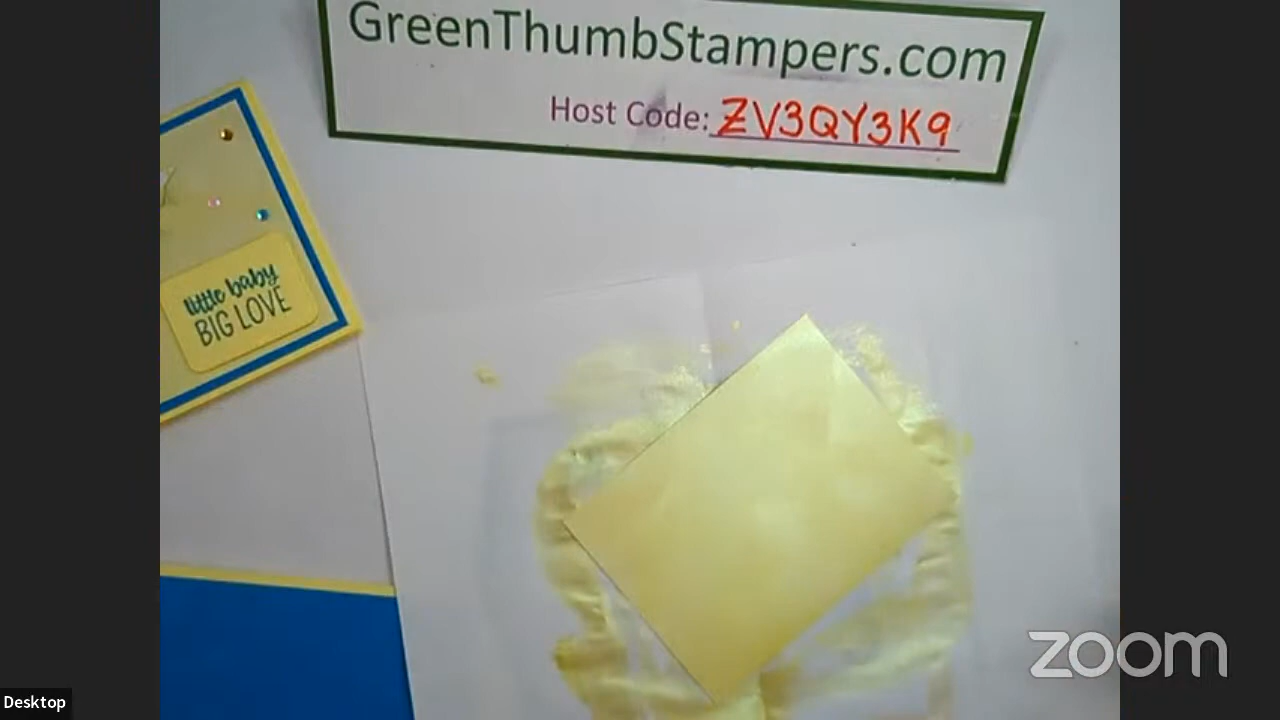 GreenThumbStampers.com
Host Code: ZV3QY3K9
little baby
BIG LOVE
zoom
Desktop